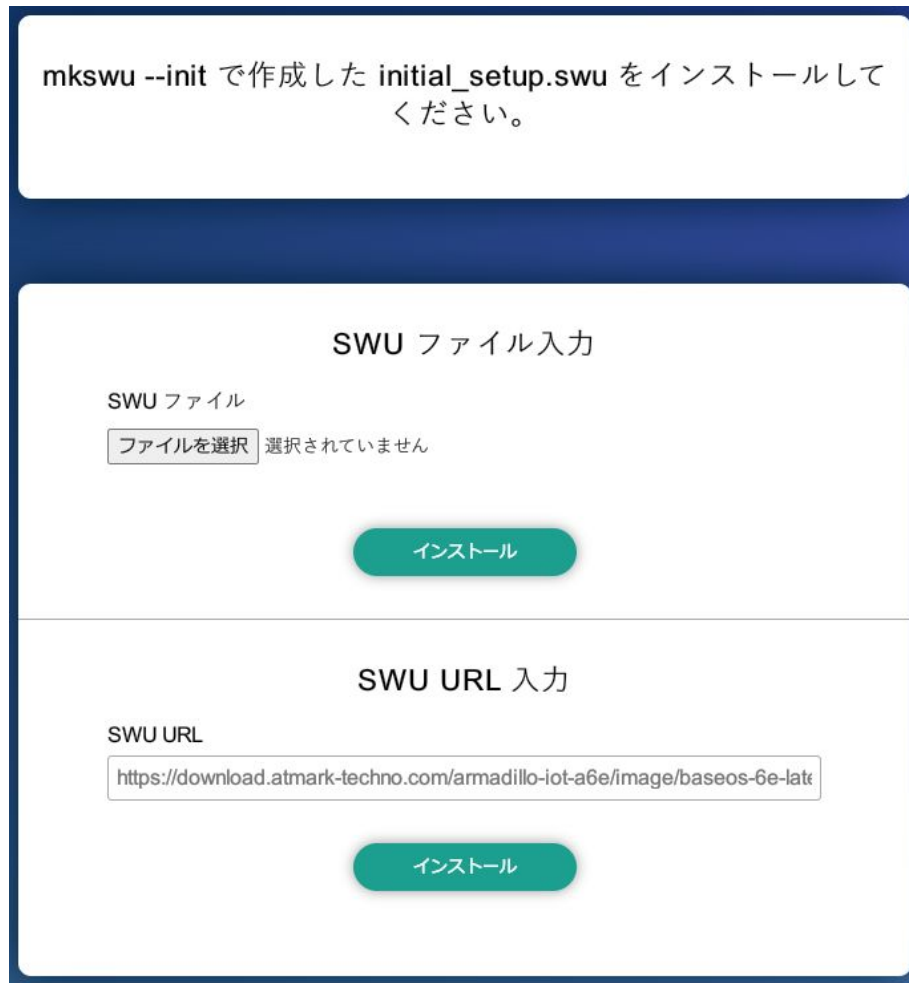 mkswu --init で作成した initial_setup.swu をインストールして
ください。
SWU ファイル入力
SWU ファイル
ファイルを選択 選択されていません
インストール
SWU URL 入力
SWU URL
https://download.atmark-techno.com/armadillo-iot-a6e/image/baseos-6e-late
インストール